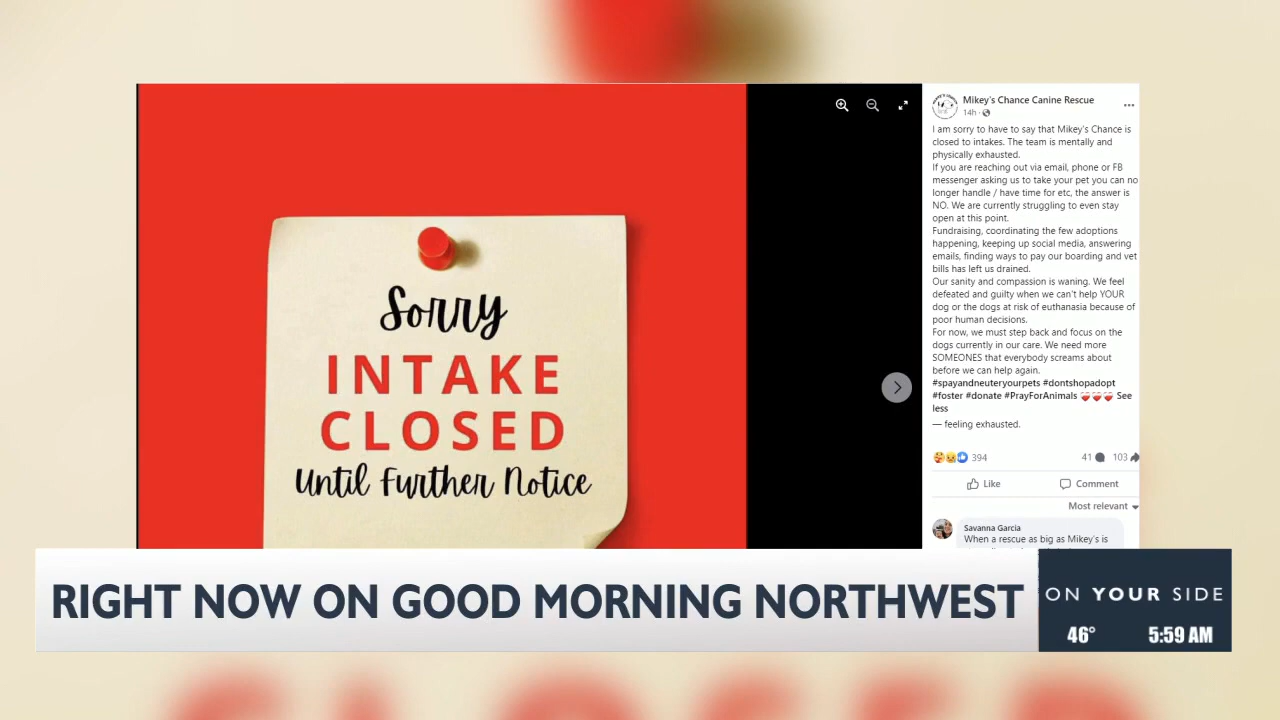 Sorry
INTAKE
CLOSED
Until Further Notice
Mikey's Chance Canine Rescue
14h ·
I am sorry to have to say that Mikey's Chance is
closed to intakes. The team is mentally and
physically exhausted.
If you are reaching out via email, phone or FB
messenger asking us to take your pet you can no
longer handle / have time for etc, the answer is
NO. We are currently struggling to even stay
open at this point.
Fundraising, coordinating the few adoptions
happening, keeping up social media, answering
emails, finding ways to pay our boarding and vet
bills has left us drained.
Our sanity and compassion is waning. We feel
defeated and guilty when we can't help YOUR
dog or the dogs at risk of euthanasia because of
poor human decisions.
For now, we must step back and focus on the
dogs currently in our care. We need more
SOMEONES that everybody screams about
before we can help again.
#spayandneuteryourpets #dontshopadopt
#foster #donate #PrayForAnimals ❤️❤️❤️ See
less
— feeling exhausted.
394
41 103
Like Comment
Most relevant
Savanna Garcia
When a rescue as big as Mikey's is
RIGHT NOW ON GOOD MORNING NORTHWEST
ON YOUR SIDE
46° 5:59 AM
CLOSED